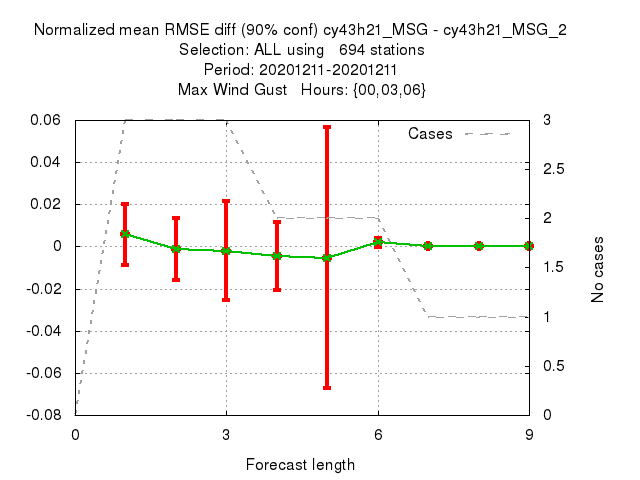 Normalized mean RMSE diff (90% conf) cy43h21_MSG - cy43h21_MSG_2
Selection: ALL using   694 stations
Period: 20201211-20201211
Max Wind Gust   Hours: {00,03,06}
Cases
0.06
0.04
0.02
0
-0.02
-0.04
-0.06
-0.08
3
2.5
2
1.5
1
0.5
0
No cases
0
3
6
9
Forecast length